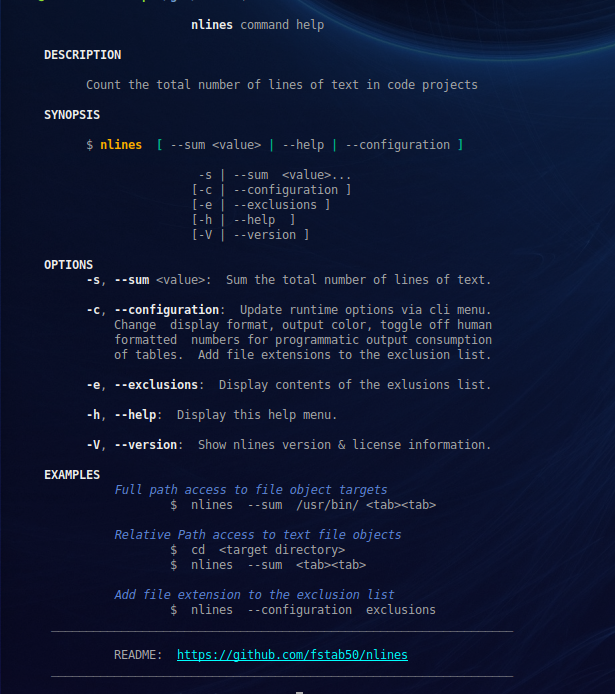 nlines command help
DESCRIPTION
Count the total number of lines of text in code projects
SYNOPSIS
$ nlines [ --sum <value> | --help | --configuration ]
-s | --sum <value>...
[-c | --configuration ]
[-e | --exclusions ]
[-h | --help ]
[-V | --version ]
OPTIONS
-s, --sum <value>: Sum the total number of lines of text.
-c, --configuration: Update runtime options via cli menu.
Change display format, output color, toggle off human
formatted numbers for programmatic output consumption
of tables. Add file extensions to the exclusion list.
-e, --exclusions: Display contents of the exlusions list.
-h, --help: Display this help menu.
-V, --version: Show nlines version & license information.
EXAMPLES
Full path access to file object targets
$ nlines --sum /usr/bin/ <tab><tab>
Relative Path access to text file objects
$ cd <target directory>
$ nlines --sum <tab><tab>
Add file extension to the exclusion list
$ nlines --configuration exclusions
README: https://github.com/fstab50/nlines